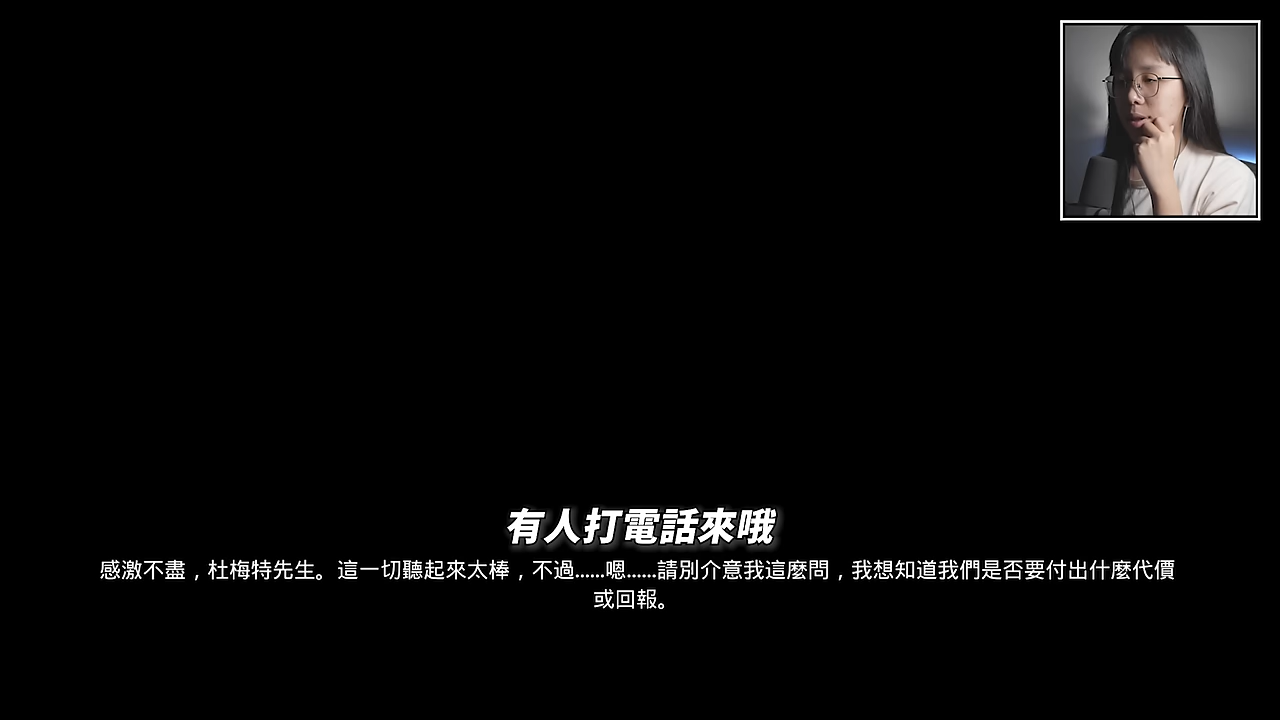 有人打電話來哦
感激不盡，杜梅特先生。這一切聽起來太棒，不過……嗯……請別介意我這麼問，我想知道我們是否要付出什麼代價
或回報。